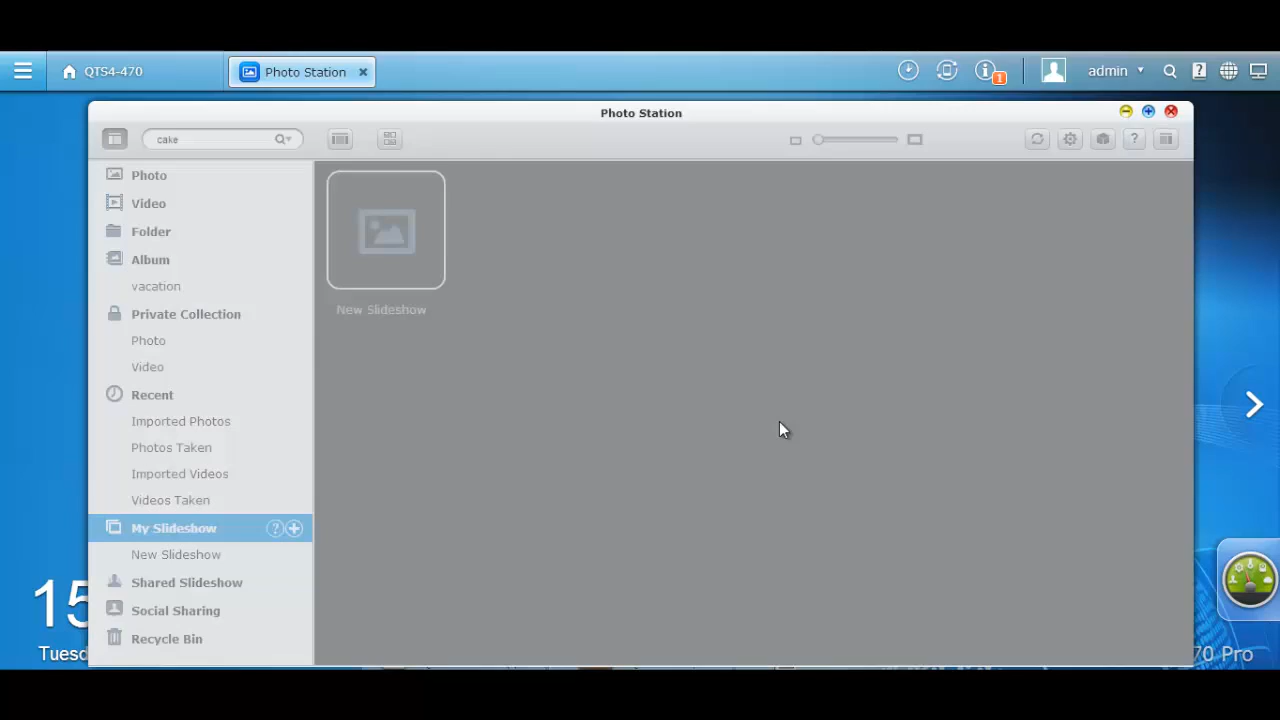 QTS4-470
Photo Station
1
admin
Photo Station
cake
?
Photo
Video
Folder
Album
vacation
Private Collection
Photo
Video
Recent
Imported Photos
Photos Taken
Imported Videos
Videos Taken
My Slideshow
?
New Slideshow
Shared Slideshow
Social Sharing
Recycle Bin
New Slideshow
15
Tuesd
70 Pro